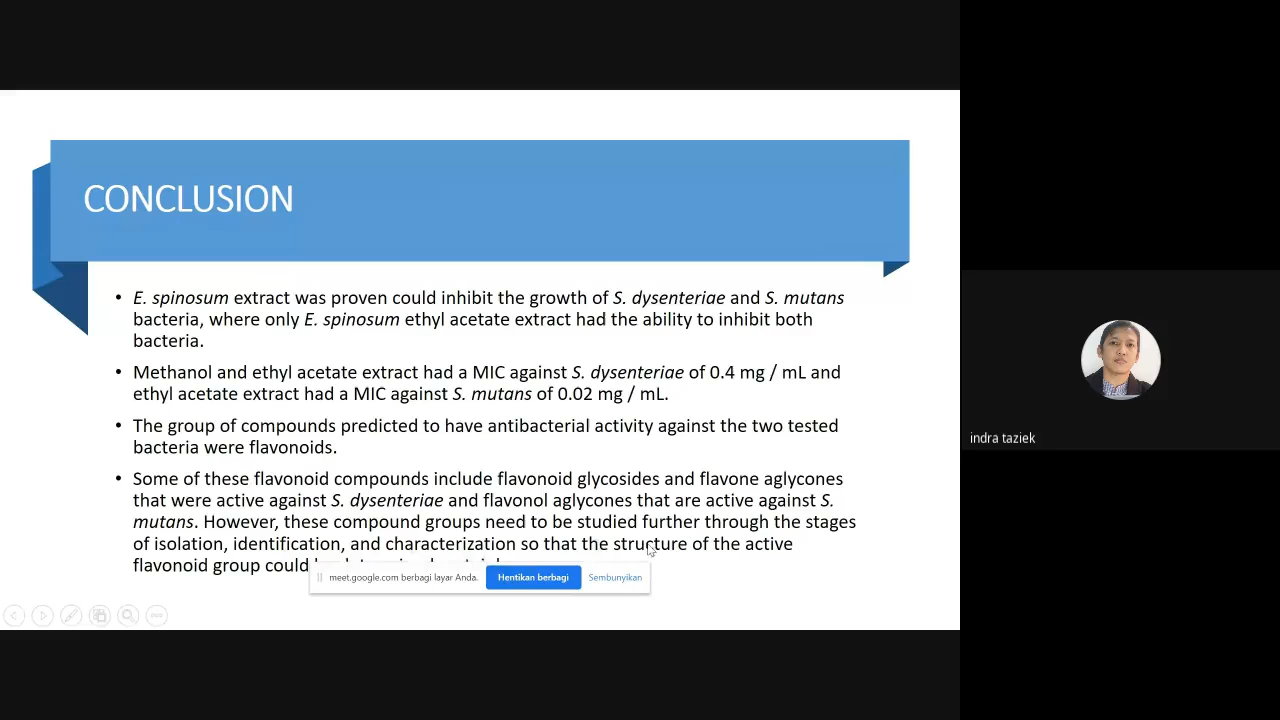 CONCLUSION
• E. spinosum extract was proven could inhibit the growth of S. dysenteriae and S. mutans
bacteria, where only E. spinosum ethyl acetate extract had the ability to inhibit both
bacteria.
• Methanol and ethyl acetate extract had a MIC against S. dysenteriae of 0.4 mg / mL and
ethyl acetate extract had a MIC against S. mutans of 0.02 mg / mL.
• The group of compounds predicted to have antibacterial activity against the two tested
bacteria were flavonoids.
• Some of these flavonoid compounds include flavonoid glycosides and flavone aglycones
that were active against S. dysenteriae and flavonol aglycones that are active against S.
mutans. However, these compound groups need to be studied further through the stages
of isolation, identification, and characterization so that the structure of the active
flavonoid group could
meet.google.com berbagi layar Anda.
Hentikan berbagi
Sembunyikan
indra taziek